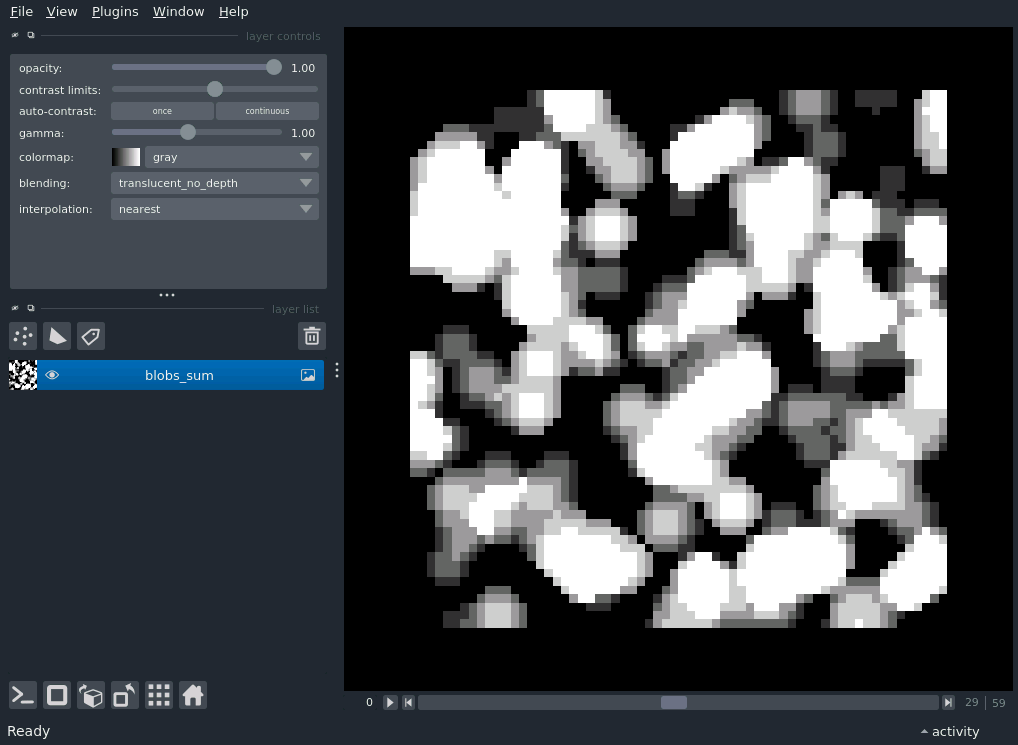 File View Plugins Window Help
layer controls
opacity: 1.00
contrast limits:
auto-contrast: once continuous
gamma: 1.00
colormap: gray
blending: translucent_no_depth
interpolation: nearest
layer list
blobs_sum
0 29 59
Ready activity